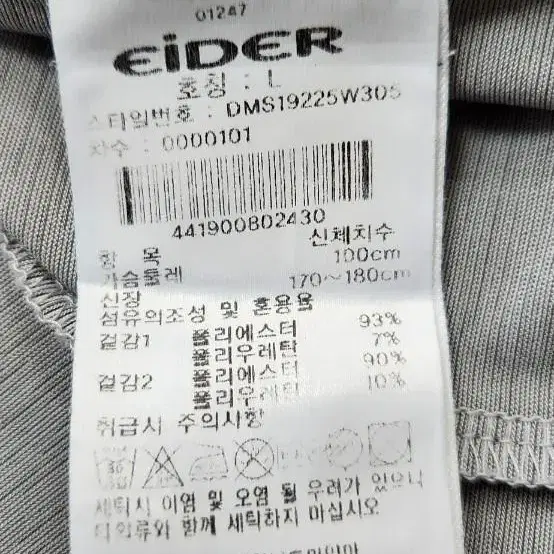 01247
EiDER
호칭 : L
스타일번호 : DMS19225W305
차수 : 0000101
441900802430
항 목 신체치수
가슴둘레 100cm
신장 170~180cm
섬유의조성 및 혼용율
겉감1 폴리에스터 93%
폴리우레탄 7%
겉감2 폴리에스터 90%
폴리우레탄 10%
취급시 주의사항
30
세탁시 이염 및 오염 될 우려가 있으니
타의류와 함께 세탁하지 마십시오